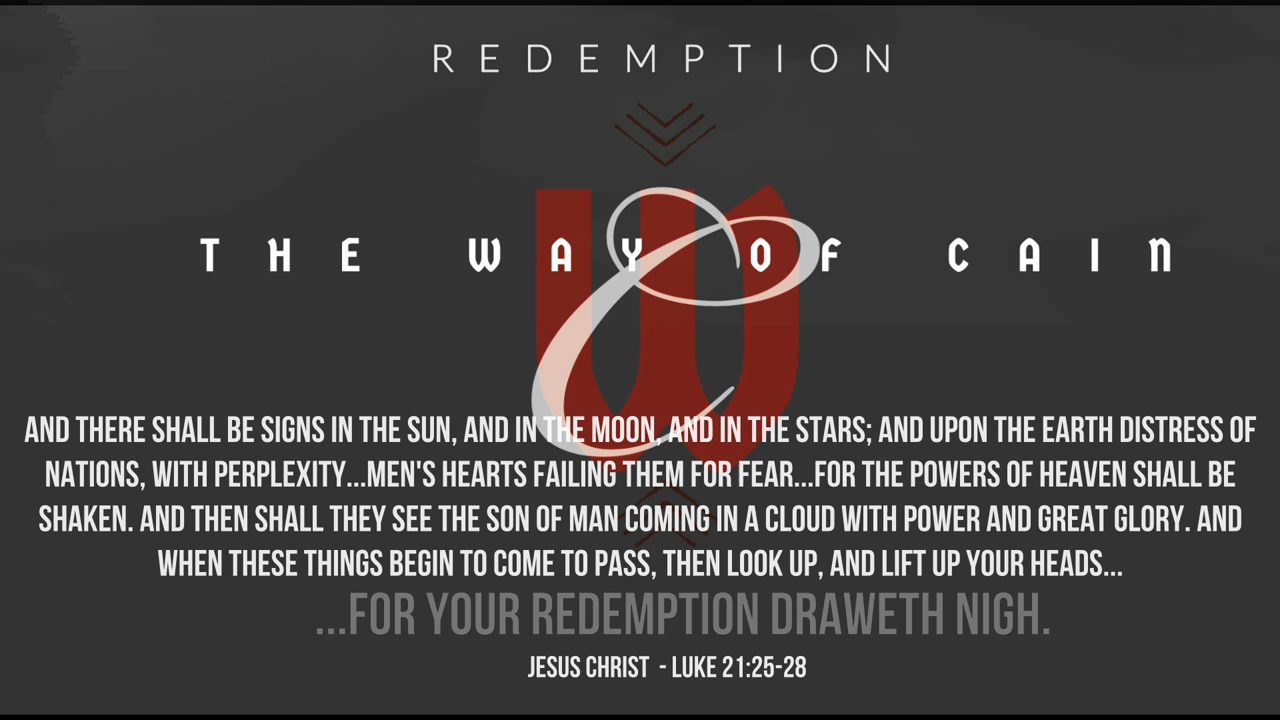 REDEMPTION
THE WAY OF CAIN
W
C
AND THERE SHALL BE SIGNS IN THE SUN, AND IN THE MOON, AND IN THE STARS; AND UPON THE EARTH DISTRESS OF
NATIONS, WITH PERPLEXITY...MEN'S HEARTS FAILING THEM FOR FEAR...FOR THE POWERS OF HEAVEN SHALL BE
SHAKEN. AND THEN SHALL THEY SEE THE SON OF MAN COMING IN A CLOUD WITH POWER AND GREAT GLORY. AND
WHEN THESE THINGS BEGIN TO COME TO PASS, THEN LOOK UP, AND LIFT UP YOUR HEADS...
...FOR YOUR REDEMPTION DRAWETH NIGH.
JESUS CHRIST - LUKE 21:25-28